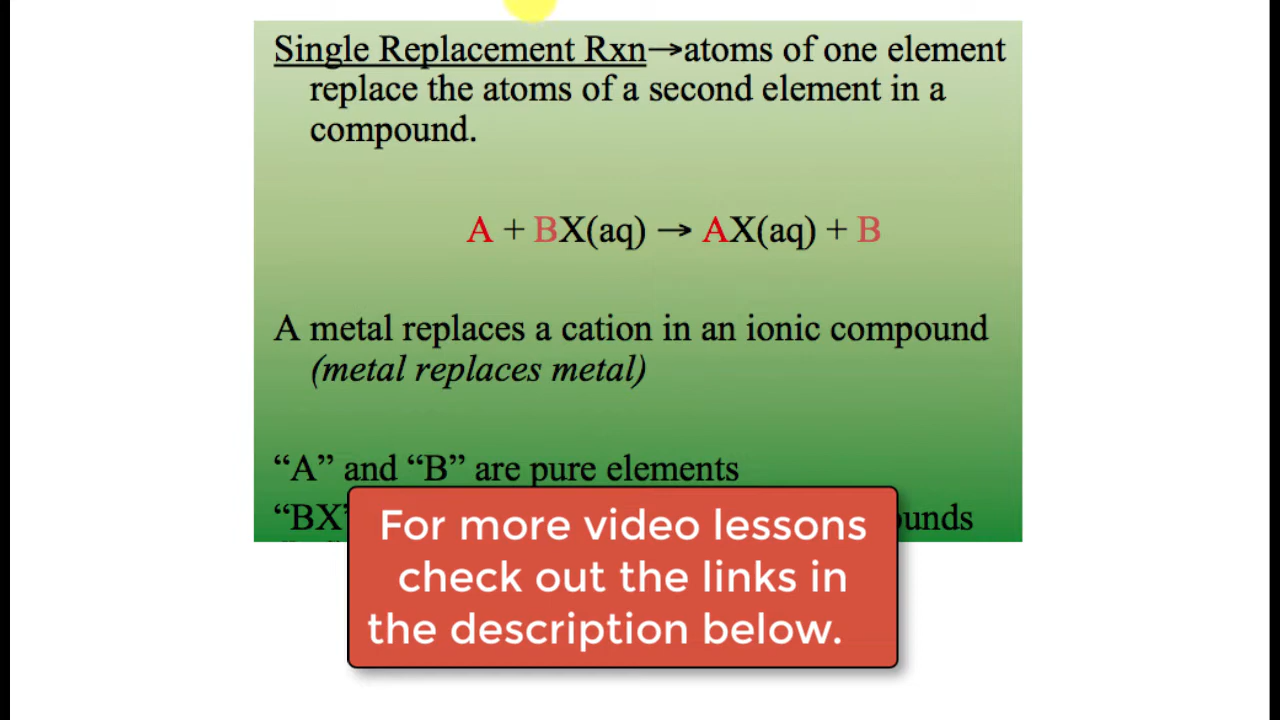 Single Replacement Rxn→atoms of one element
replace the atoms of a second element in a
compound.
A + BX(aq) → AX(aq) + B
A metal replaces a cation in an ionic compound
(metal replaces metal)
“A” and “B” are pure elements
“BX”
For more video lessons
check out the links in
the description below.